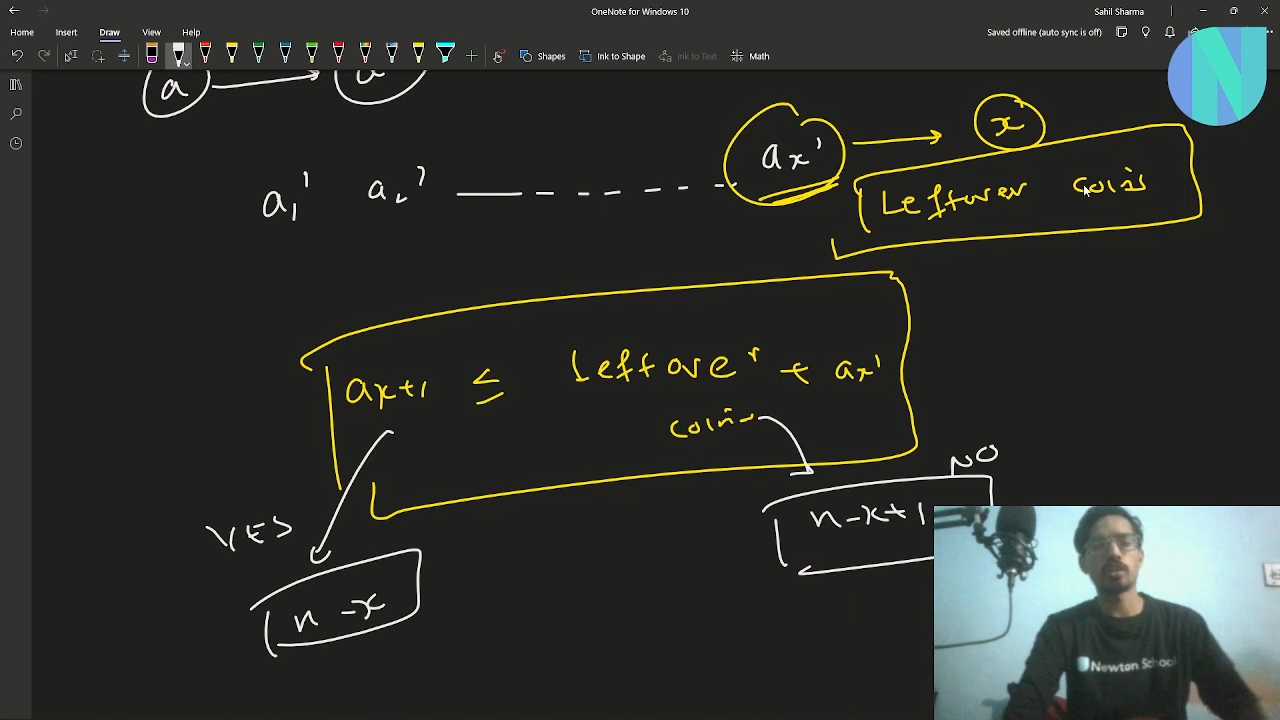 OneNote for Windows 10
Sahil Sharma
Home Insert Draw View Help
Saved offline (auto sync is off)
Shapes Ink to Shape Ink to Text Math
a a
x'
ax'
a1' a2'
Leftover coins
ax+1 ≤ leftover + ax'
coins
NO
n-x+1
YES
n-x
Newton School